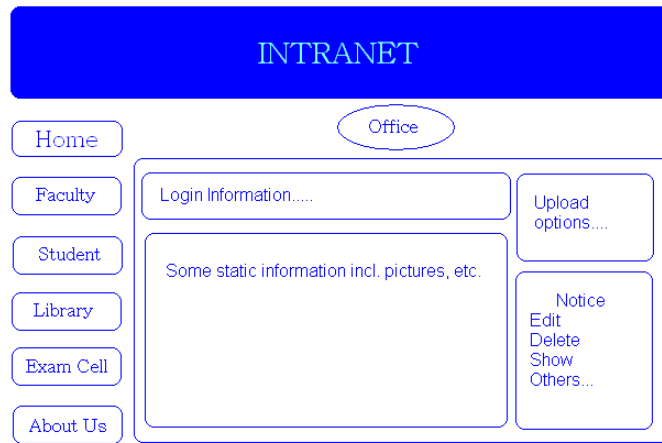 INTRANET
Office
Home
Faculty
Student
Library
Exam Cell
About Us
Login Information.....
Some static information incl. pictures, etc.
Upload
options....
Notice
Edit
Delete
Show
Others...